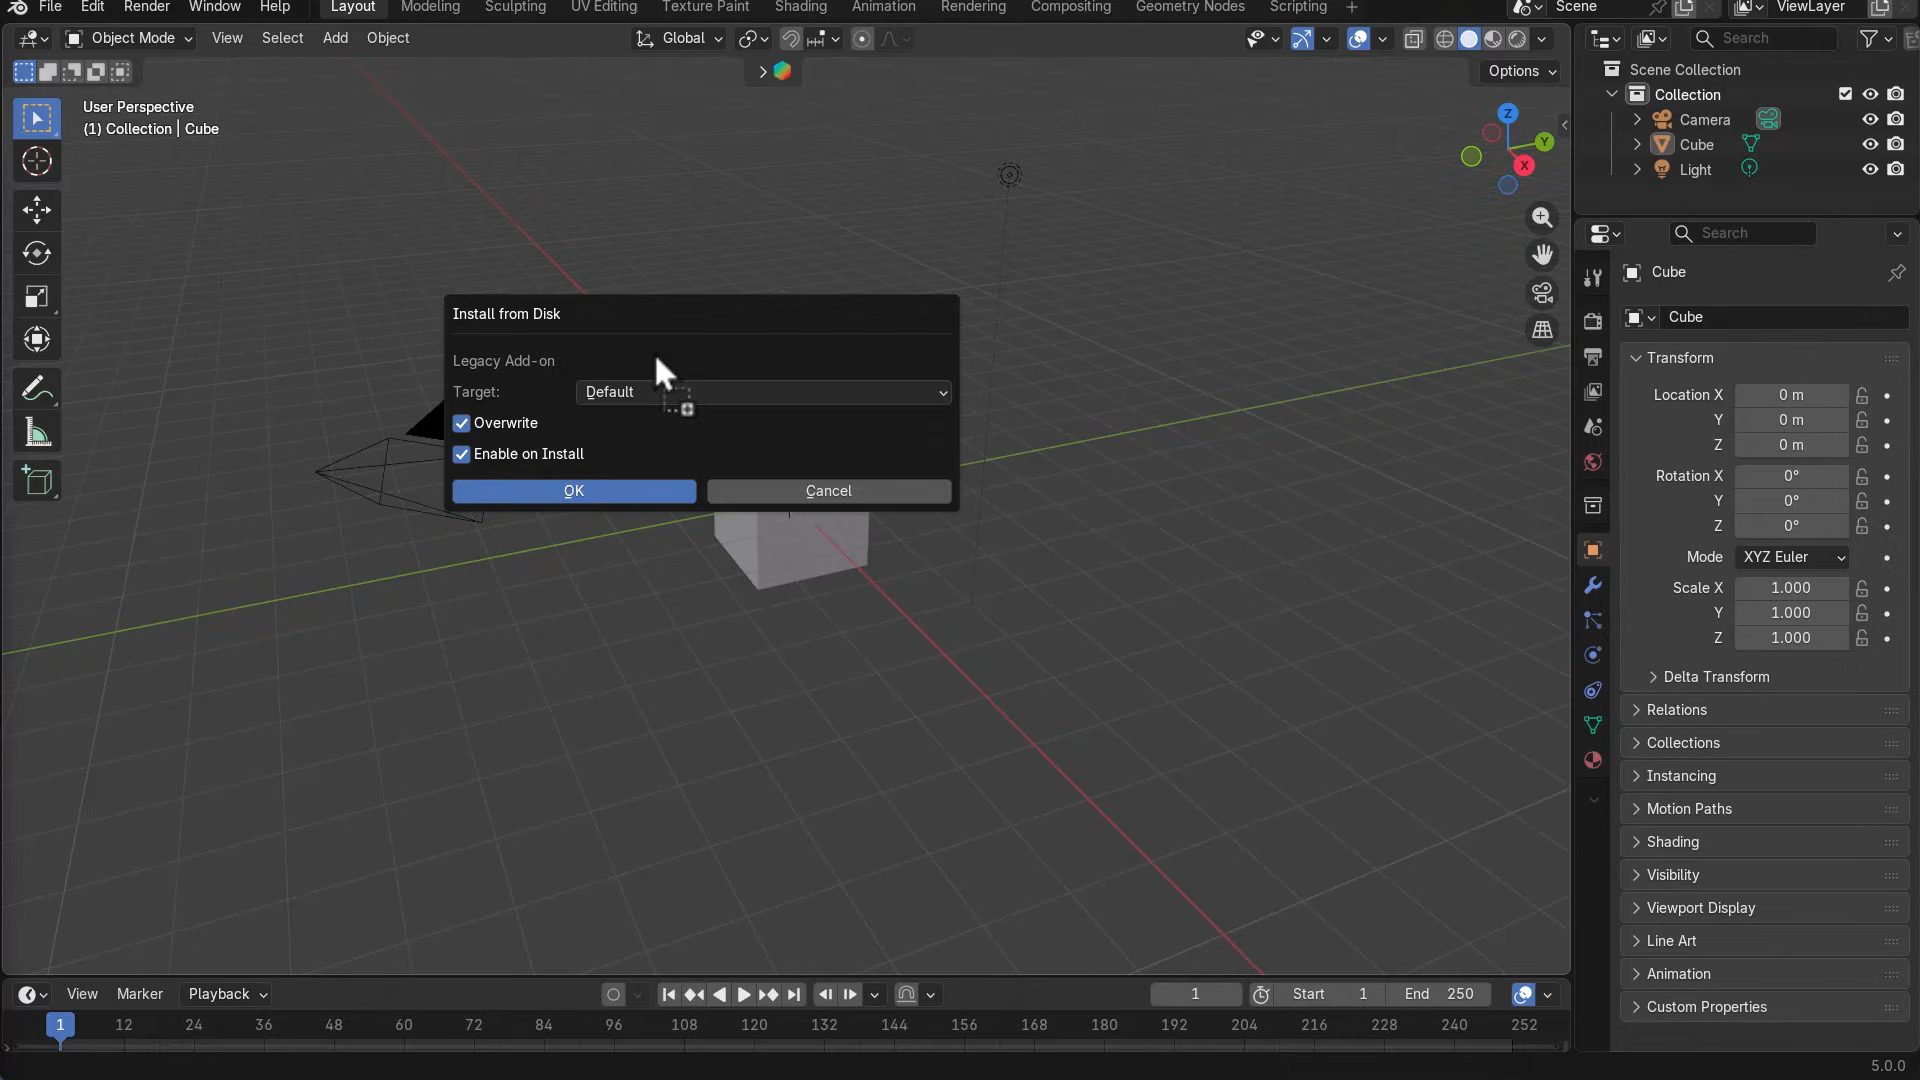 File Edit Render Window Help Layout Modeling Sculpting UV Editing Texture Paint Shading Animation Rendering Compositing Geometry Nodes Scripting + Scene ViewLayer
Object Mode View Select Add Object Global Search
Options
User Perspective
(1) Collection | Cube
Z
Y
X
Scene Collection
Collection
Camera
Cube
Light
Install from Disk
Legacy Add-on
Target: Default
Overwrite
Enable on Install
OK Cancel
Search
Cube
Cube
Transform
Location X 0 m
Y 0 m
Z 0 m
Rotation X 0°
Y 0°
Z 0°
Mode XYZ Euler
Scale X 1.000
Y 1.000
Z 1.000
Delta Transform
Relations
Collections
Instancing
Motion Paths
Shading
Visibility
Viewport Display
Line Art
Animation
Custom Properties
View Marker Playback 1 Start 1 End 250
1 12 24 36 48 60 72 84 96 108 120 132 144 156 168 180 192 204 216 228 240 252
5.0.0